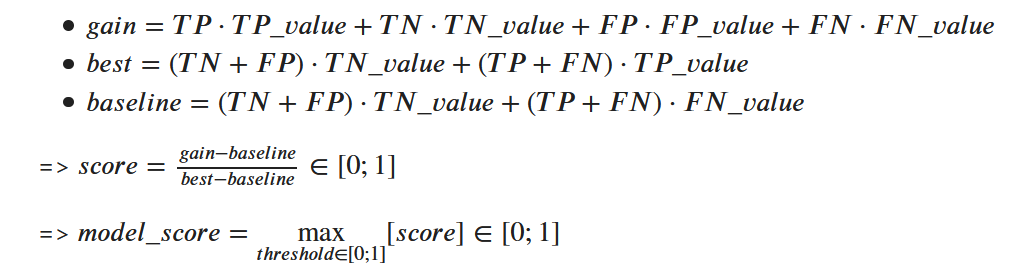 • gain = TP · TP_value + TN · TN_value + FP · FP_value + FN · FN_value
• best = (TN + FP) · TN_value + (TP + FN) · TP_value
• baseline = (TN + FP) · TN_value + (TP + FN) · FN_value
=> score = gain−baseline / best−baseline ∈ [0; 1]
=> model_score = max threshold∈[0;1] [score] ∈ [0; 1]